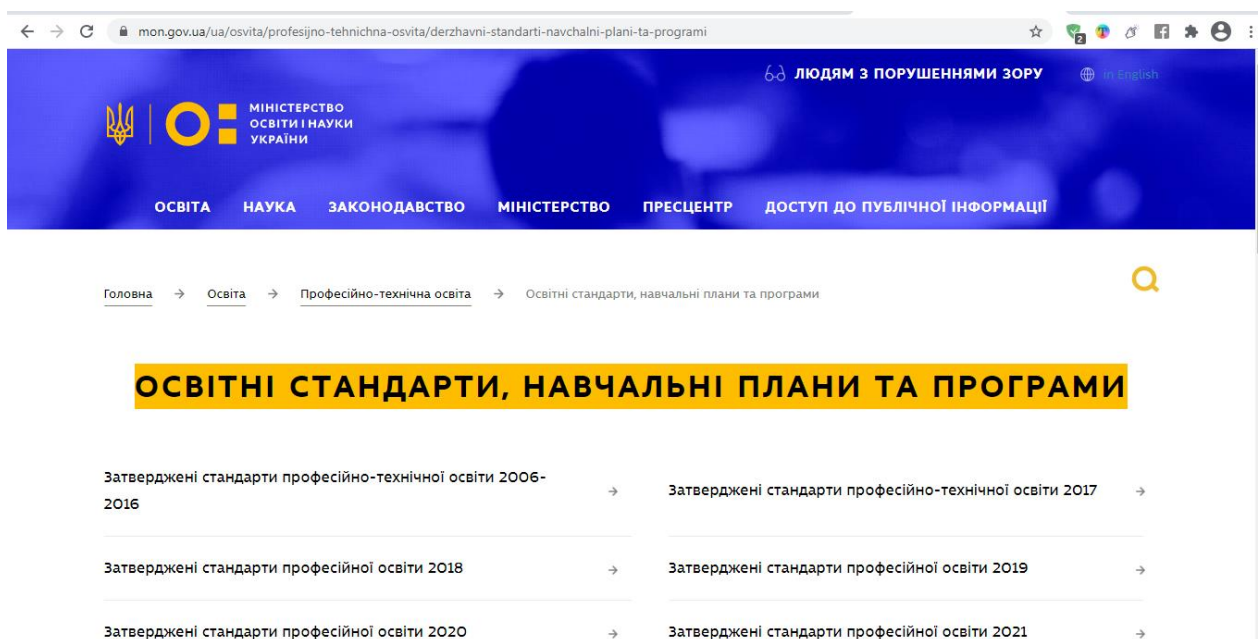 mon.gov.ua/ua/osvita/profesijno-tehnichna-osvita/derzhavni-standarti-navchalni-plani-ta-programi
2
ЛЮДЯМ З ПОРУШЕННЯМИ ЗОРУ
in English
МІНІСТЕРСТВО
ОСВІТИ І НАУКИ
УКРАЇНИ
ОСВІТА НАУКА ЗАКОНОДАВСТВО МІНІСТЕРСТВО ПРЕСЦЕНТР ДОСТУП ДО ПУБЛІЧНОЇ ІНФОРМАЦІЇ
Головна → Освіта → Професійно-технічна освіта → Освітні стандарти, навчальні плани та програми
ОСВІТНІ СТАНДАРТИ, НАВЧАЛЬНІ ПЛАНИ ТА ПРОГРАМИ
Затверджені стандарти професійно-технічної освіти 2006-
2016
Затверджені стандарти професійно-технічної освіти 2017
Затверджені стандарти професійної освіти 2018
Затверджені стандарти професійної освіти 2019
Затверджені стандарти професійної освіти 2020
Затверджені стандарти професійної освіти 2021